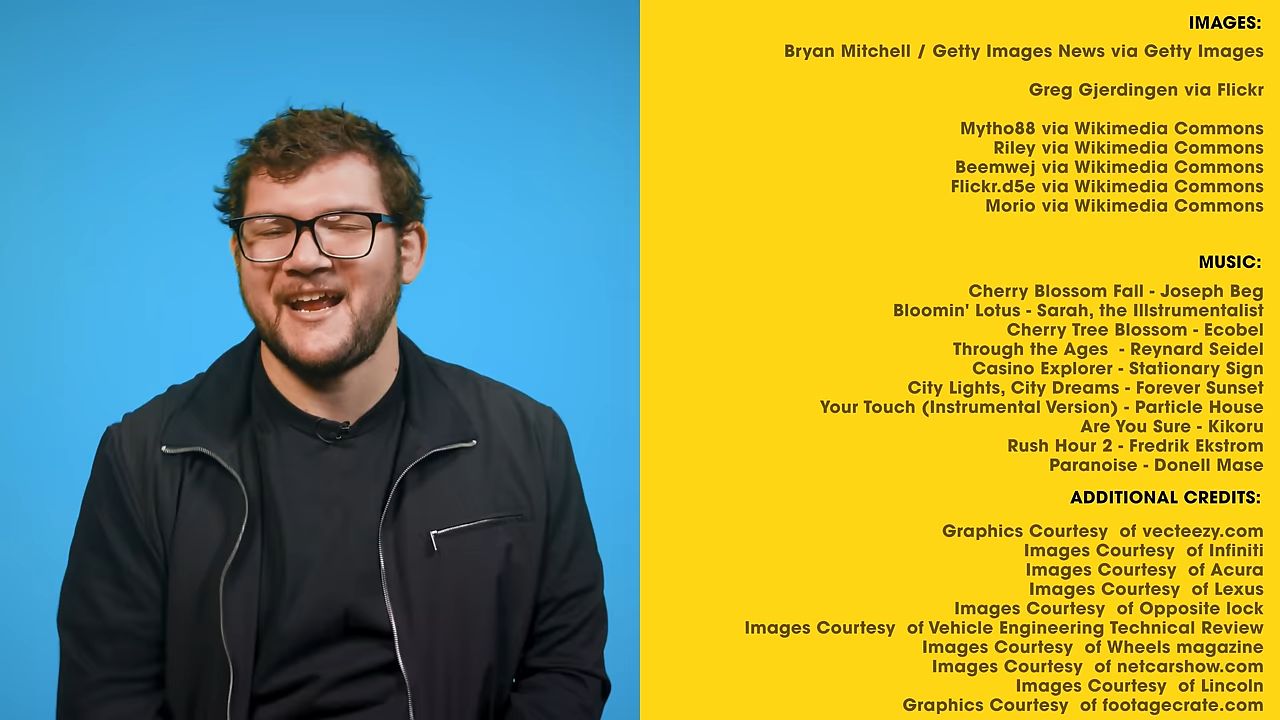 IMAGES:
Bryan Mitchell / Getty Images News via Getty Images
Greg Gjerdingen via Flickr
Mytho88 via Wikimedia Commons
Riley via Wikimedia Commons
Beemwej via Wikimedia Commons
Flickr.d5e via Wikimedia Commons
Morio via Wikimedia Commons
MUSIC:
Cherry Blossom Fall - Joseph Beg
Bloomin' Lotus - Sarah, the Illstrumentalist
Cherry Tree Blossom - Ecobel
Through the Ages  - Reynard Seidel
Casino Explorer - Stationary Sign
City Lights, City Dreams - Forever Sunset
Your Touch (Instrumental Version) - Particle House
Are You Sure - Kikoru
Rush Hour 2 - Fredrik Ekstrom
Paranoise - Donell Mase
ADDITIONAL CREDITS:
Graphics Courtesy  of vecteezy.com
Images Courtesy  of Infiniti
Images Courtesy  of Acura
Images Courtesy  of Lexus
Images Courtesy  of Opposite lock
Images Courtesy  of Vehicle Engineering Technical Review
Images Courtesy  of Wheels magazine
Images Courtesy  of netcarshow.com
Images Courtesy  of Lincoln
Graphics Courtesy  of footagecrate.com